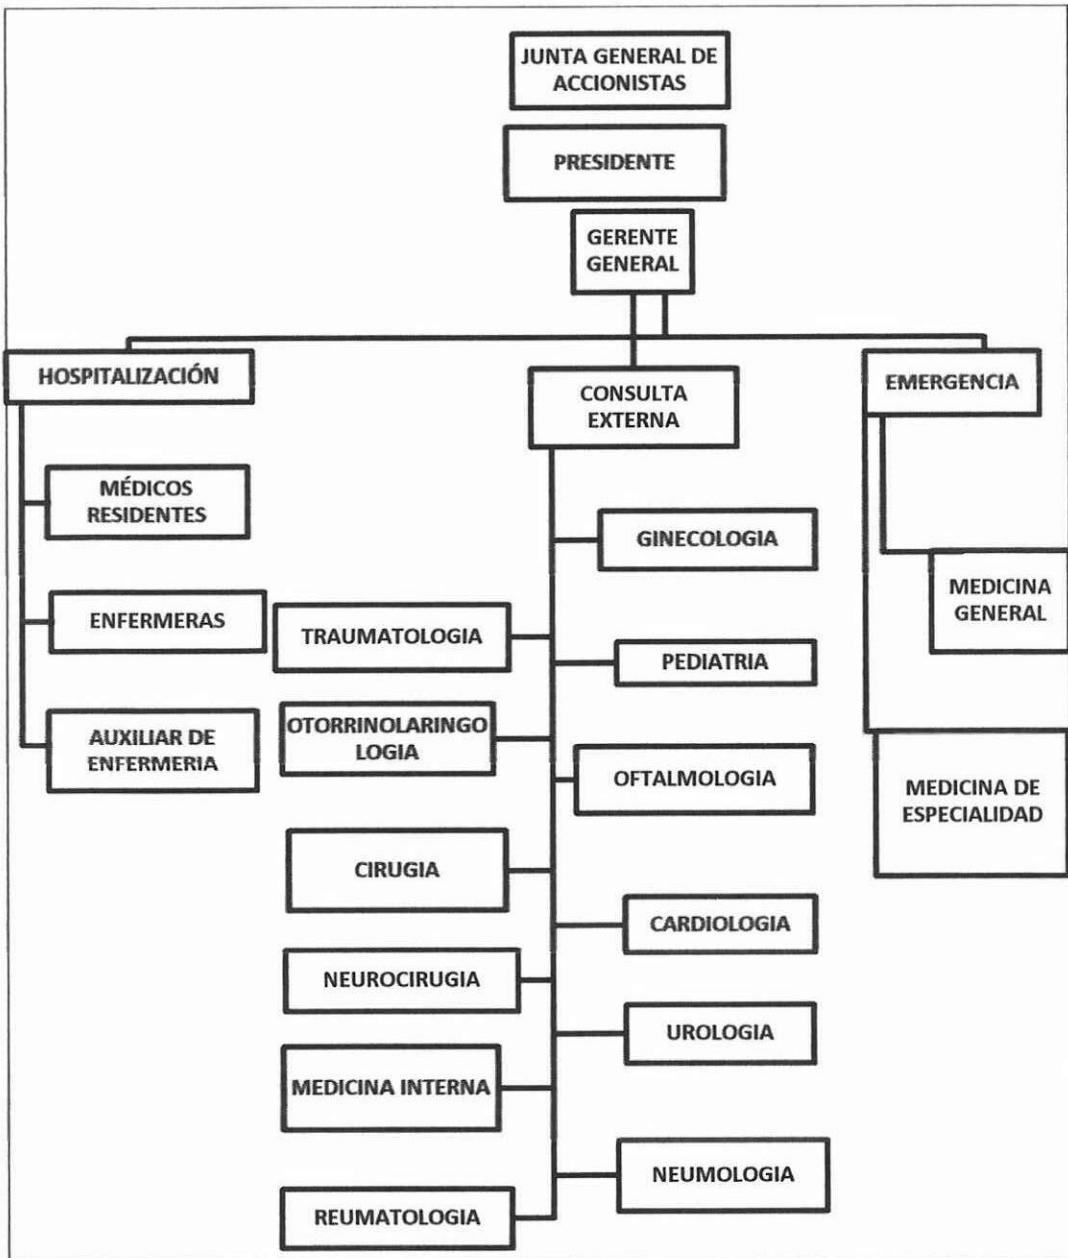 JUNTA GENERAL DE
ACCIONISTAS
PRESIDENTE
GERENTE
GENERAL
HOSPITALIZACIÓN
CONSULTA
EXTERNA
EMERGENCIA
MÉDICOS
RESIDENTES
ENFERMERAS
AUXILIAR DE
ENFERMERIA
TRAUMATOLOGIA
OTORRINOLARINGO
LOGIA
CIRUGIA
NEUROCIRUGIA
MEDICINA INTERNA
REUMATOLOGIA
GINECOLOGIA
PEDIATRIA
OFTALMOLOGIA
CARDIOLOGIA
UROLOGIA
NEUMOLOGIA
MEDICINA
GENERAL
MEDICINA DE
ESPECIALIDAD